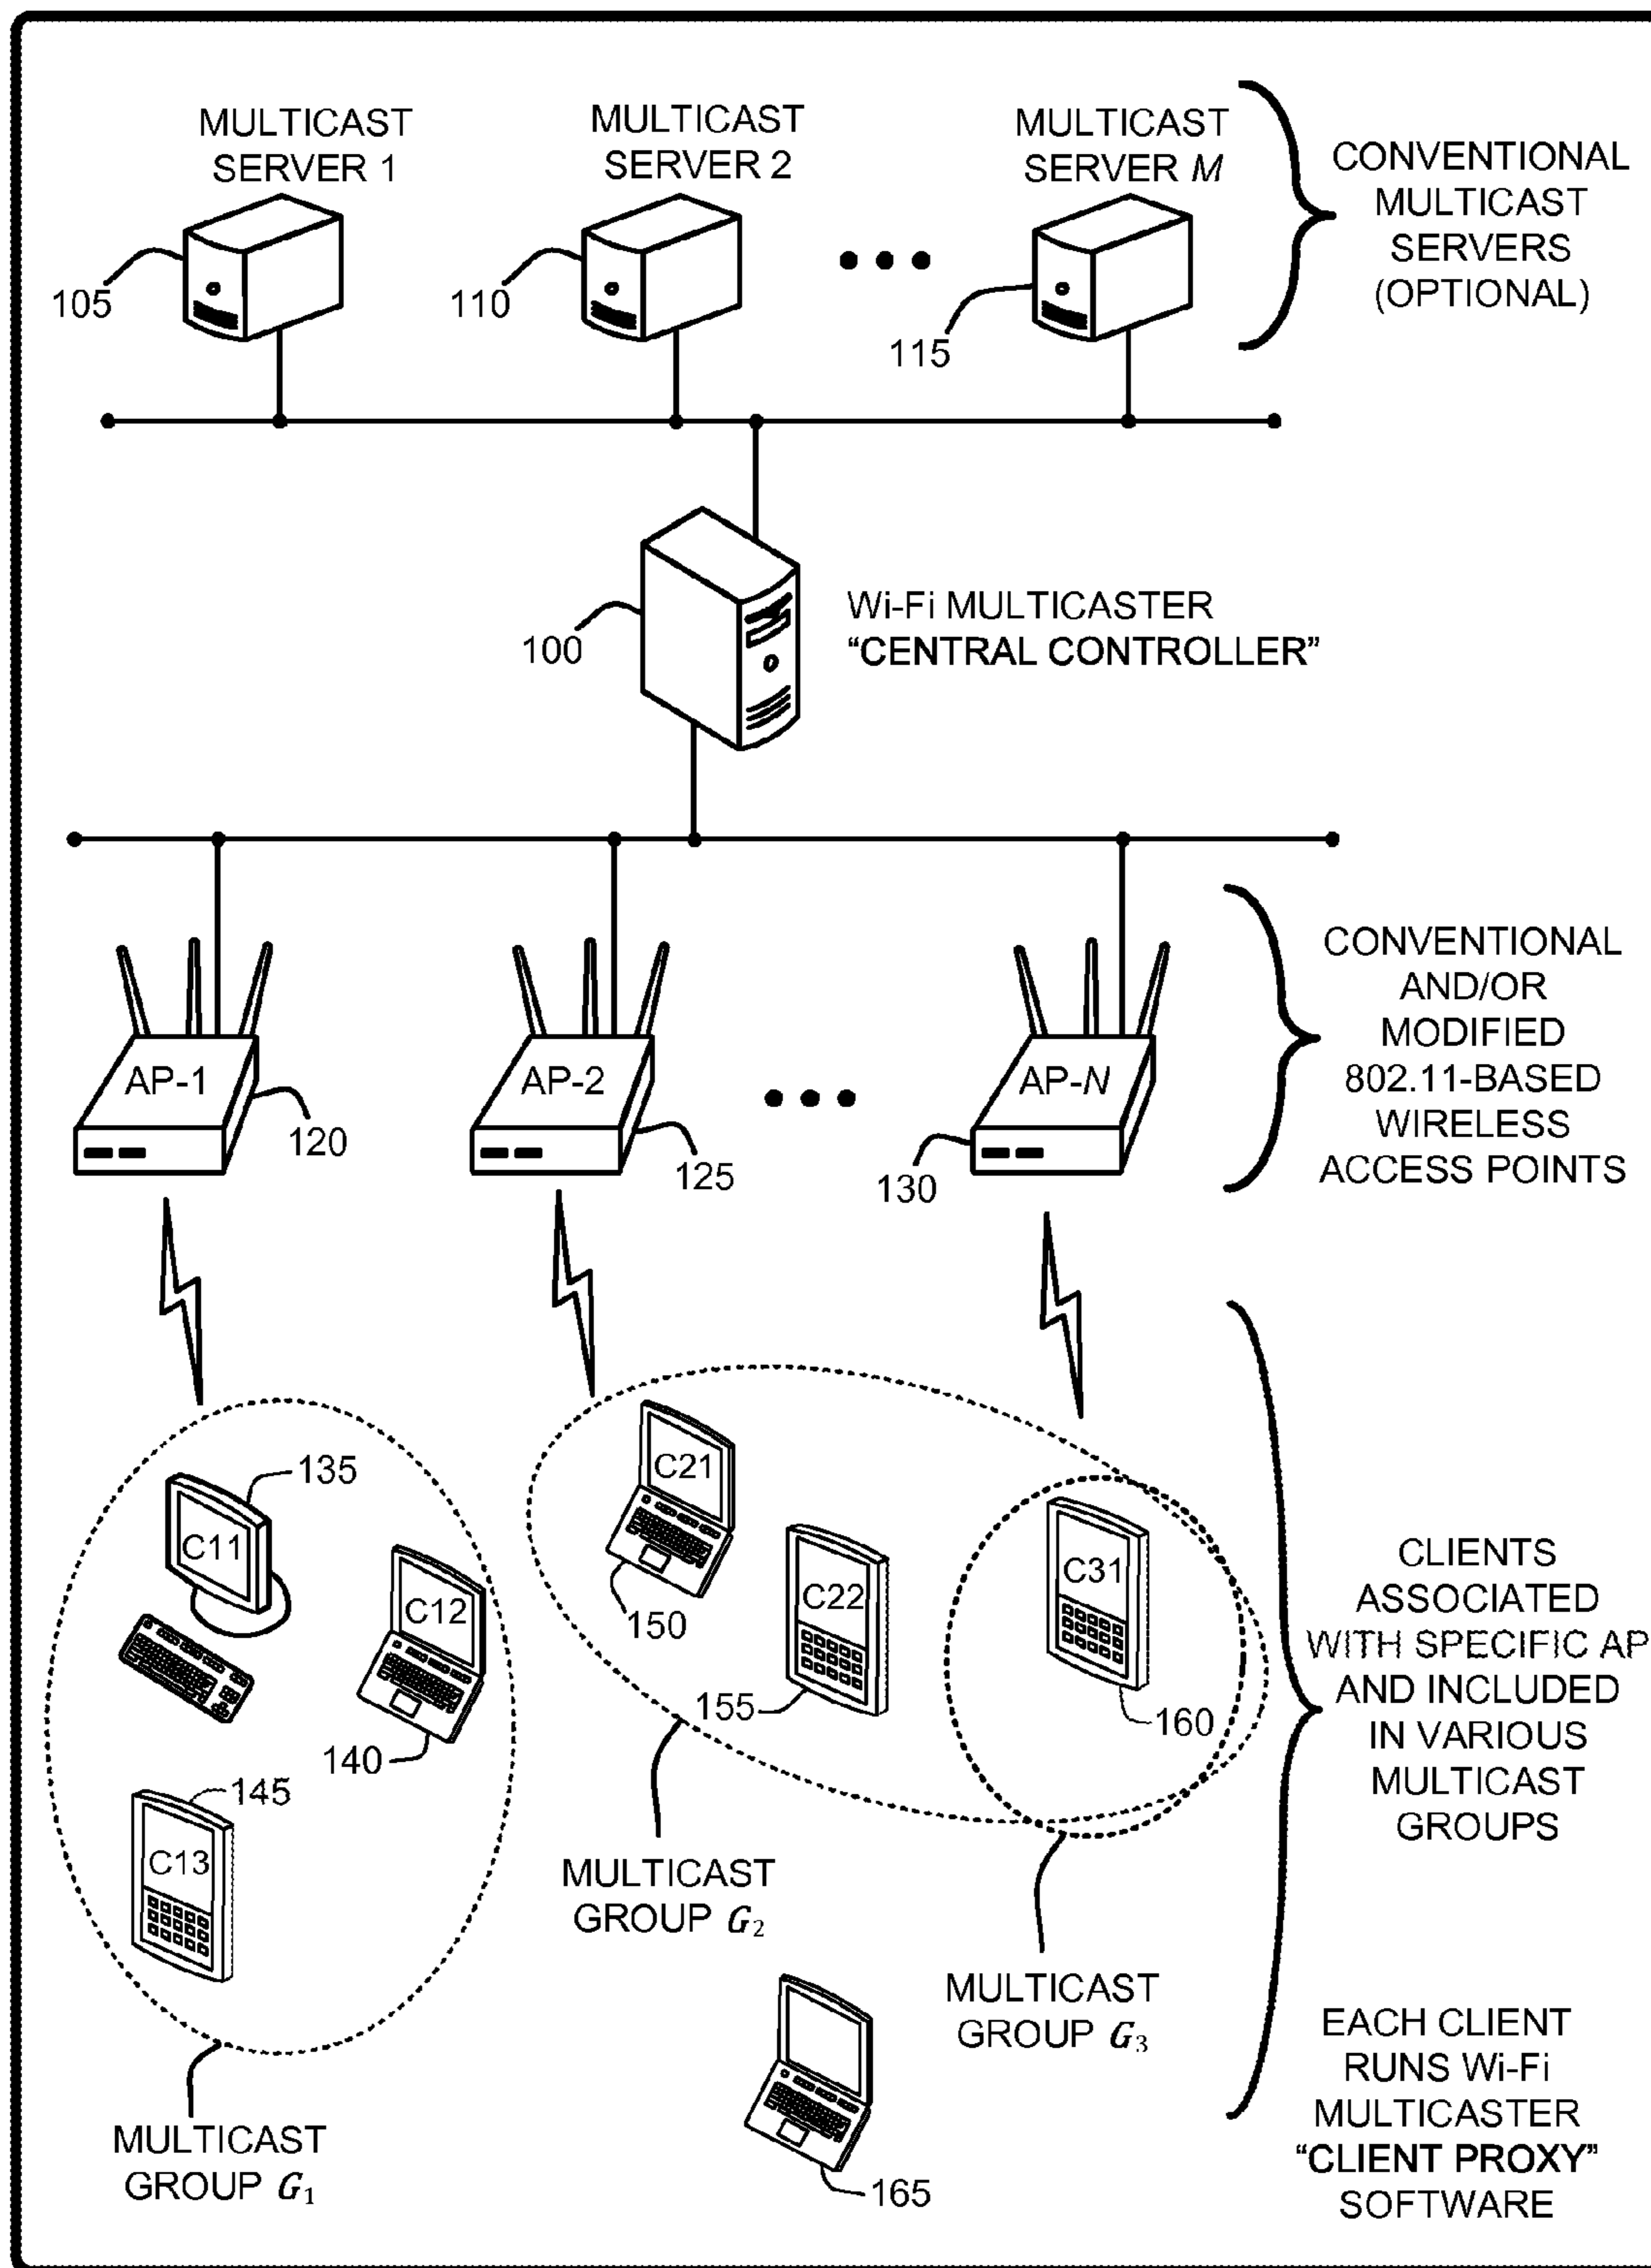 MULTICAST
SERVER 1
MULTICAST
SERVER 2
MULTICAST
SERVER M
CONVENTIONAL
MULTICAST
SERVERS
(OPTIONAL)
105
110
115
100
Wi-Fi MULTICASTER
“CENTRAL CONTROLLER”
AP-1
120
AP-2
125
AP-N
130
CONVENTIONAL
AND/OR
MODIFIED
802.11-BASED
WIRELESS
ACCESS POINTS
C11
135
C12
140
C13
145
C21
150
C22
155
C31
160
CLIENTS
ASSOCIATED
WITH SPECIFIC AP
AND INCLUDED
IN VARIOUS
MULTICAST
GROUPS
MULTICAST
GROUP G₂
MULTICAST
GROUP G₃
MULTICAST
GROUP G₁
165
EACH CLIENT
RUNS Wi-Fi
MULTICASTER
“CLIENT PROXY”
SOFTWARE